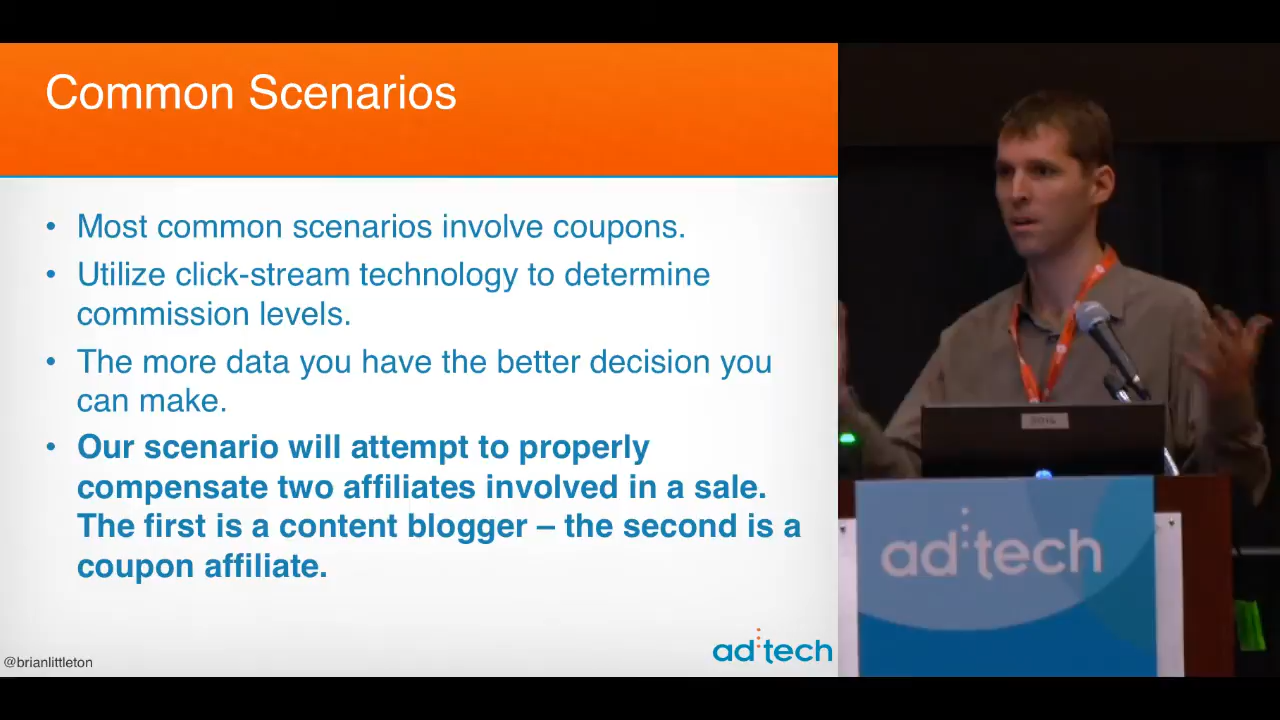 Common Scenarios
• Most common scenarios involve coupons.
• Utilize click-stream technology to determine
commission levels.
• The more data you have the better decision you
can make.
• Our scenario will attempt to properly
compensate two affiliates involved in a sale.
The first is a content blogger – the second is a
coupon affiliate.
@brianlittleton
ad:tech
ad:tech